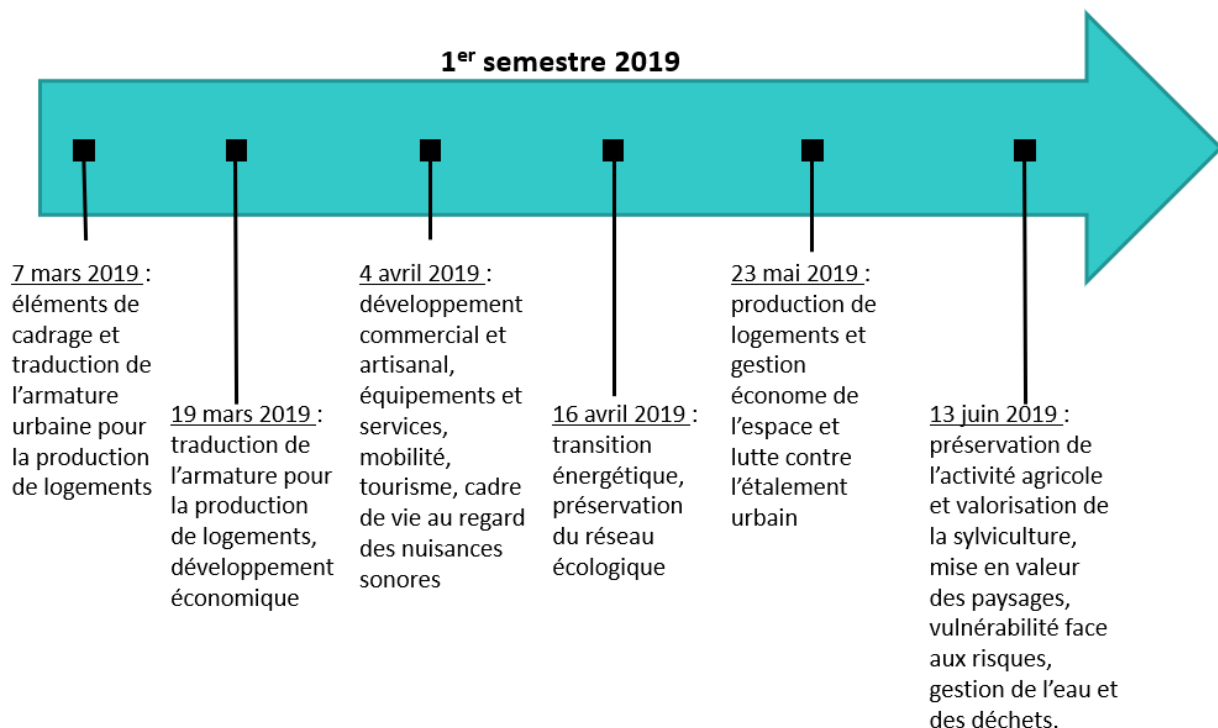 1er semestre 2019
7 mars 2019 :
éléments de
cadrage et
traduction de
l’armature
urbaine pour
la production
de logements
19 mars 2019 :
traduction de
l’armature pour
la production
de logements,
développement
économique
4 avril 2019 :
développement
commercial et
artisanal,
équipements et
services,
mobilité,
tourisme, cadre
de vie au regard
des nuisances
sonores
16 avril 2019 :
transition
énergétique,
préservation
du réseau
écologique
23 mai 2019 :
production de
logements et
gestion
économe de
l’espace et
lutte contre
l’étalement
urbain
13 juin 2019 :
préservation de
l’activité agricole
et valorisation de
la sylviculture,
mise en valeur
des paysages,
vulnérabilité face
aux risques,
gestion de l’eau et
des déchets.